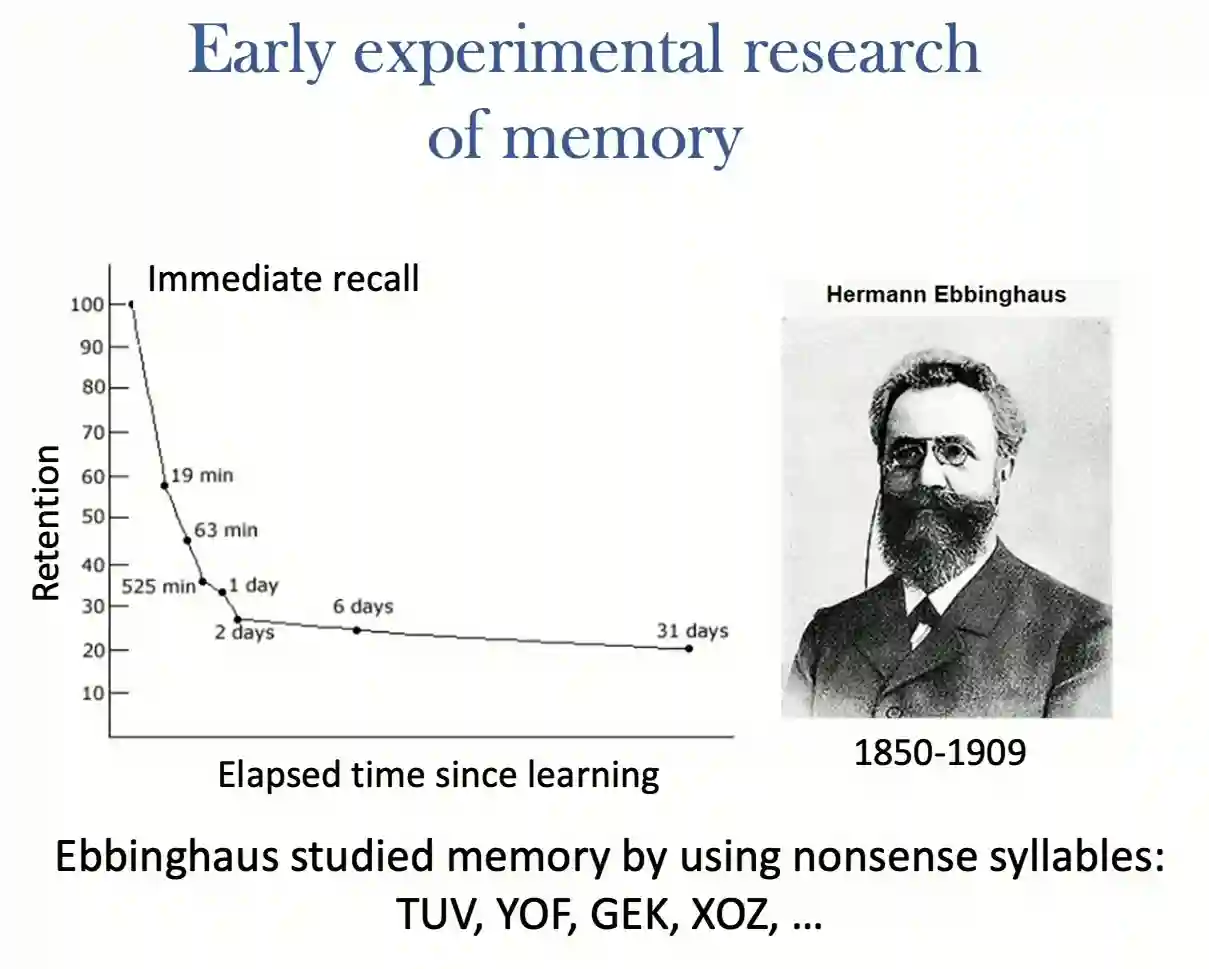 Early experimental research
of memory
Immediate recall
100
90
80
70
60
50
40
30
20
10
Retention
19 min
63 min
525 min
1 day
2 days
6 days
31 days
Elapsed time since learning
Hermann Ebbinghaus
1850-1909
Ebbinghaus studied memory by using nonsense syllables:
TUV, YOF, GEK, XOZ, ...